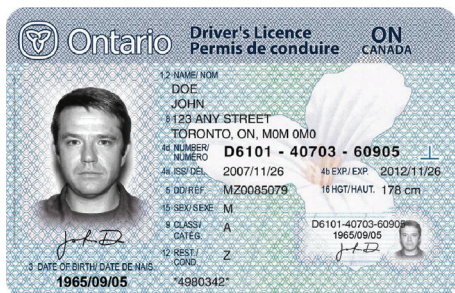 Ontario
Driver's Licence
Permis de conduire
ON
CANADA
1,2 NAME/ NOM
DOE
JOHN
8 123 ANY STREET
TORONTO, ON, M0M 0M0
4d NUMBER/ NUMÉRO D6101 - 40703 - 60905
4a ISS/ DÉL. 2007/11/26 4b EXP./ EXP. 2012/11/26
5 DD/RÉF. MZ0085079 16 HGT/HAUT. 178 cm
15 SEX/ SEXE M
9 CLASS/ CATÉG. A
12 REST./ COND. Z
*4980342*
D6101-40703-60905
1965/09/05
John D
John D
3 DATE OF BIRTH/ DATE DE NAIS.
1965/09/05